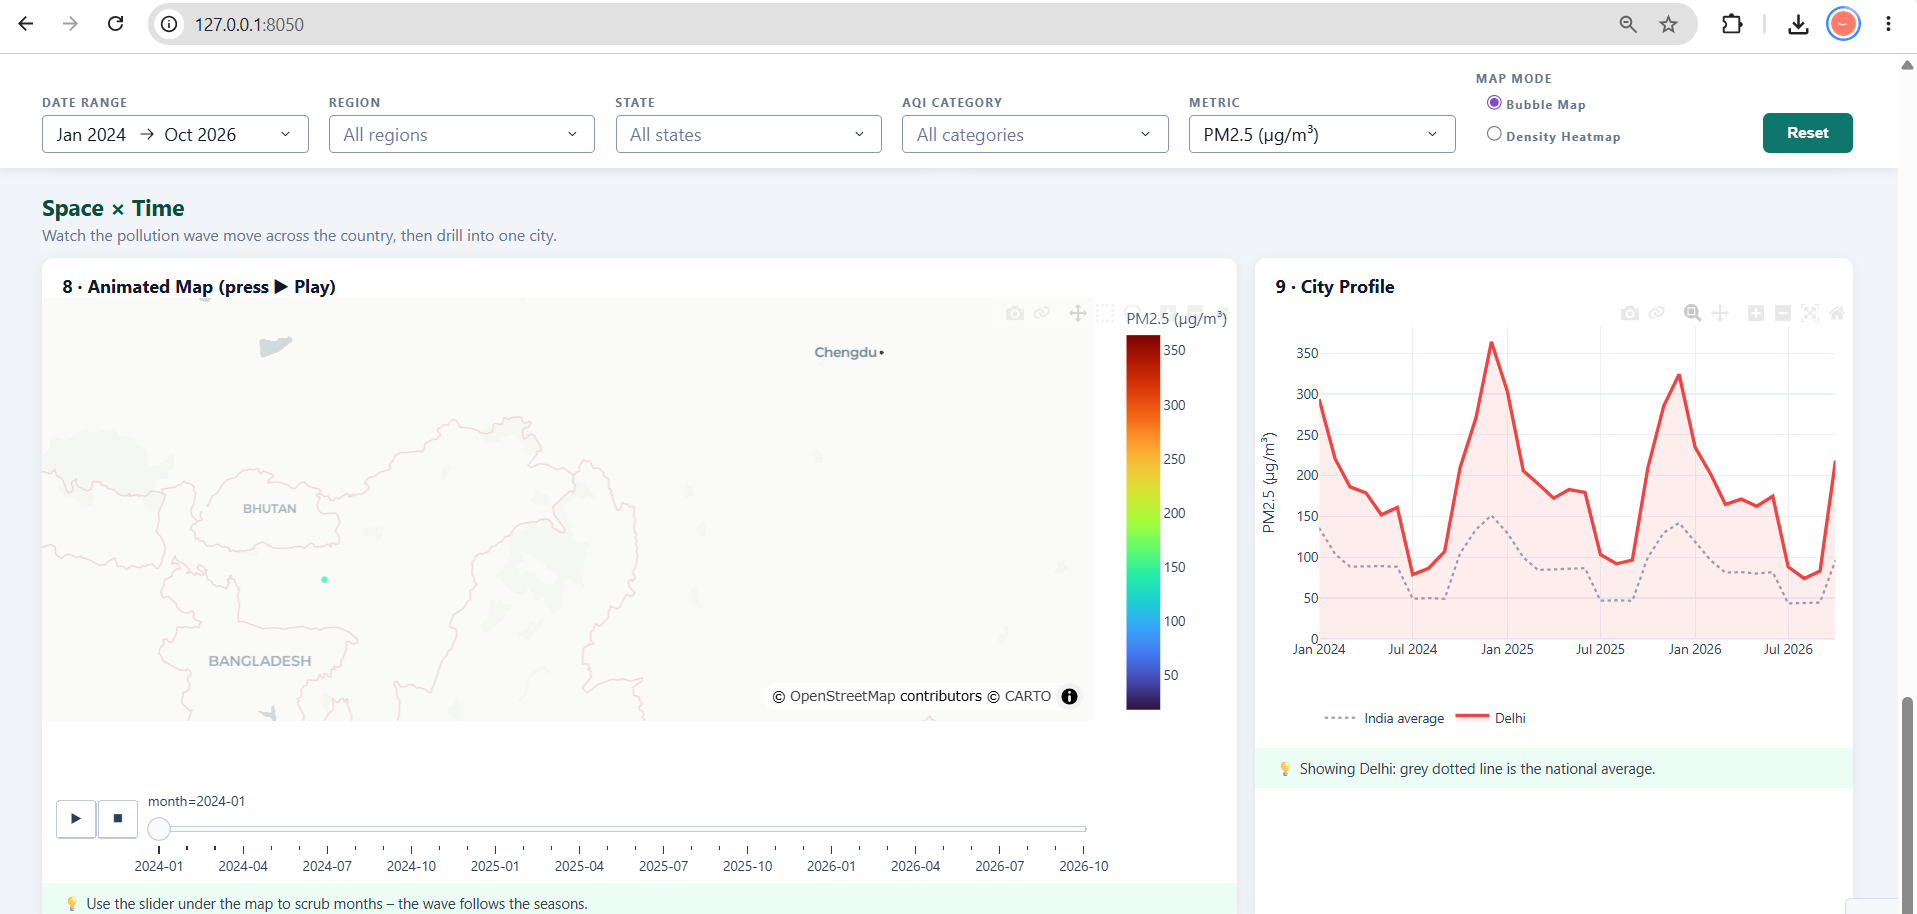 127.0.0.1:8050
DATE RANGE
Jan 2024 → Oct 2026
REGION
All regions
STATE
All states
AQI CATEGORY
All categories
METRIC
PM2.5 (µg/m³)
MAP MODE
Bubble Map
Density Heatmap
Reset
Space × Time
Watch the pollution wave move across the country, then drill into one city.
8 · Animated Map (press ▶ Play)
Chengdu
BHUTAN
BANGLADESH
© OpenStreetMap contributors © CARTO
PM2.5 (µg/m³)
350
300
250
200
150
100
50
month=2024-01
2024-01 2024-04 2024-07 2024-10 2025-01 2025-04 2025-07 2025-10 2026-01 2026-04 2026-07 2026-10
💡 Use the slider under the map to scrub months – the wave follows the seasons.
9 · City Profile
PM2.5 (µg/m³)
350
300
250
200
150
100
50
0
Jan 2024 Jul 2024 Jan 2025 Jul 2025 Jan 2026 Jul 2026
India average Delhi
💡 Showing Delhi: grey dotted line is the national average.